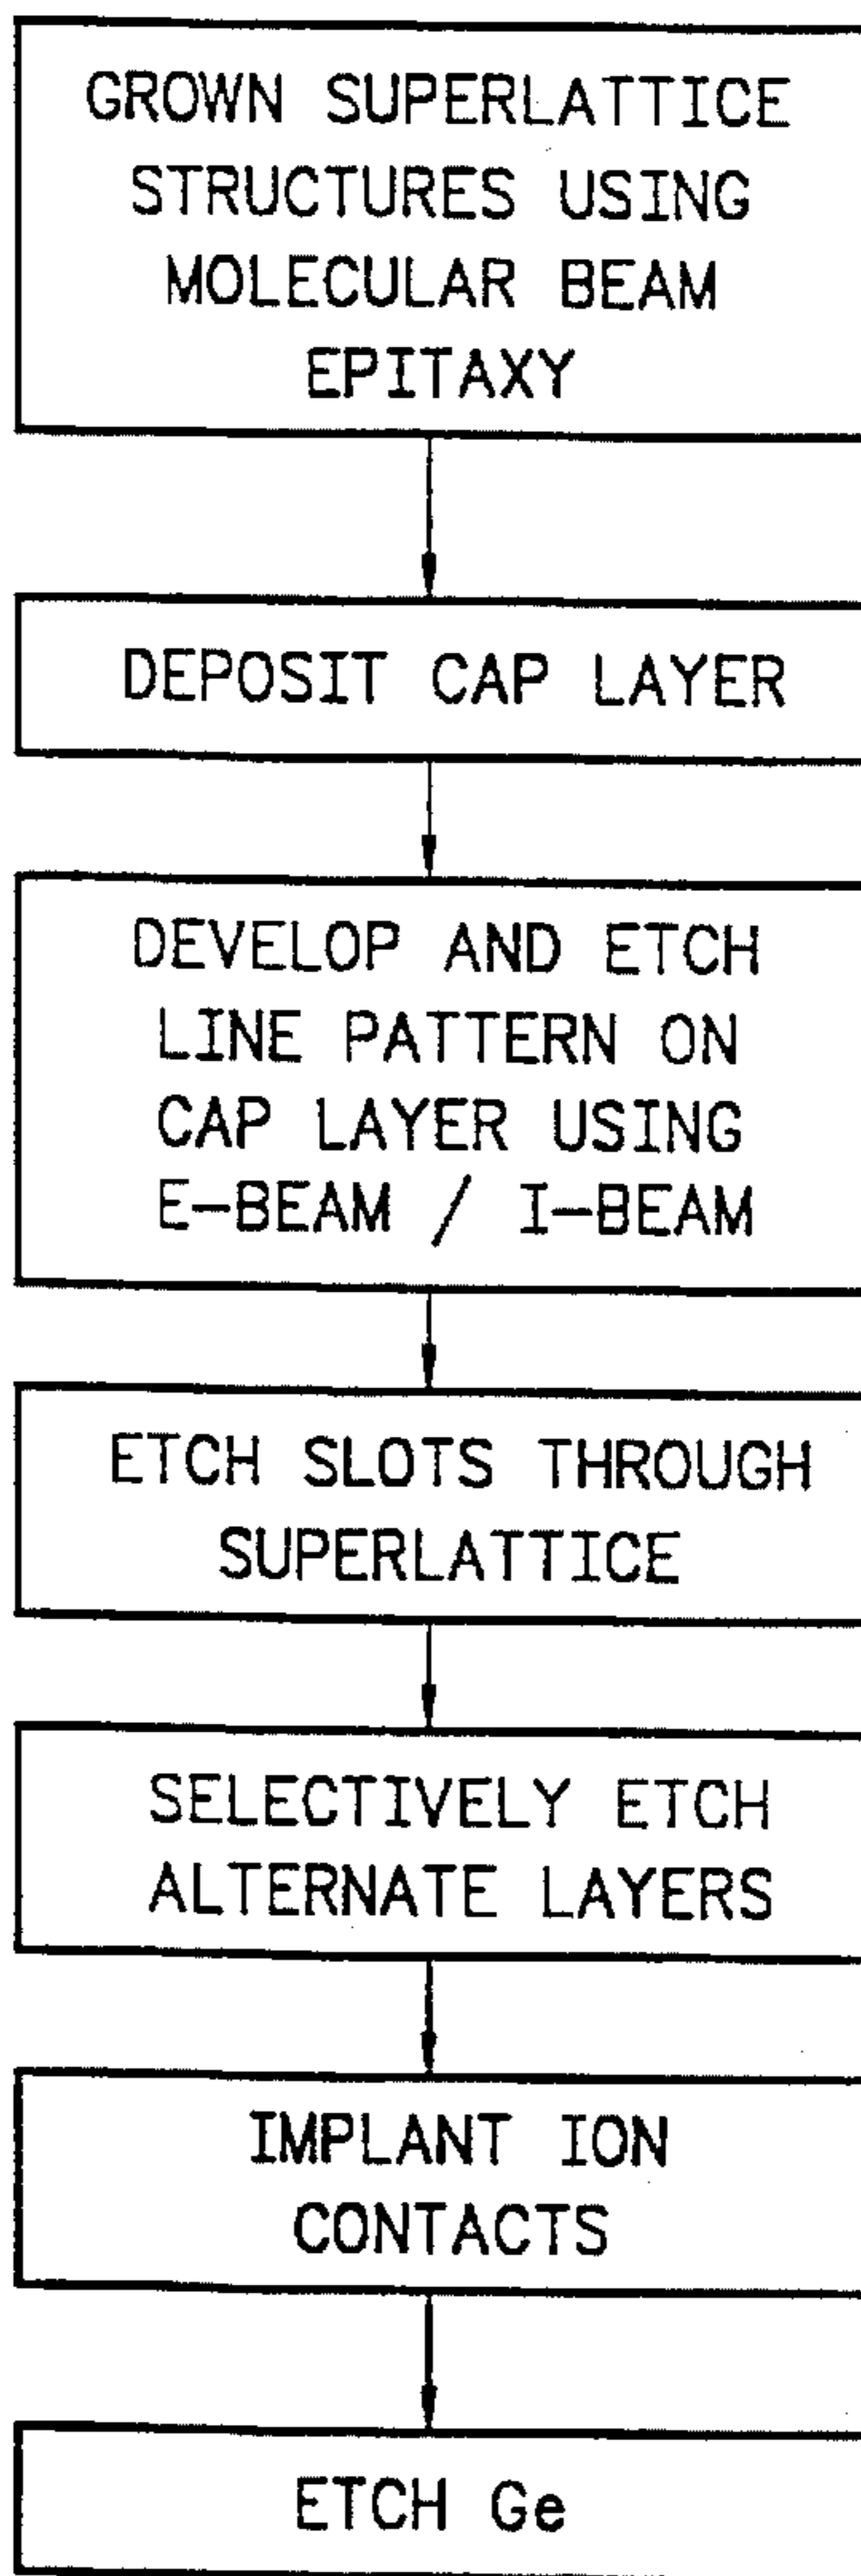 GROWN SUPERLATTICE
STRUCTURES USING
MOLECULAR BEAM
EPITAXY
DEPOSIT CAP LAYER
DEVELOP AND ETCH
LINE PATTERN ON
CAP LAYER USING
E-BEAM / I-BEAM
ETCH SLOTS THROUGH
SUPERLATTICE
SELECTIVELY ETCH
ALTERNATE LAYERS
IMPLANT ION
CONTACTS
ETCH Ge